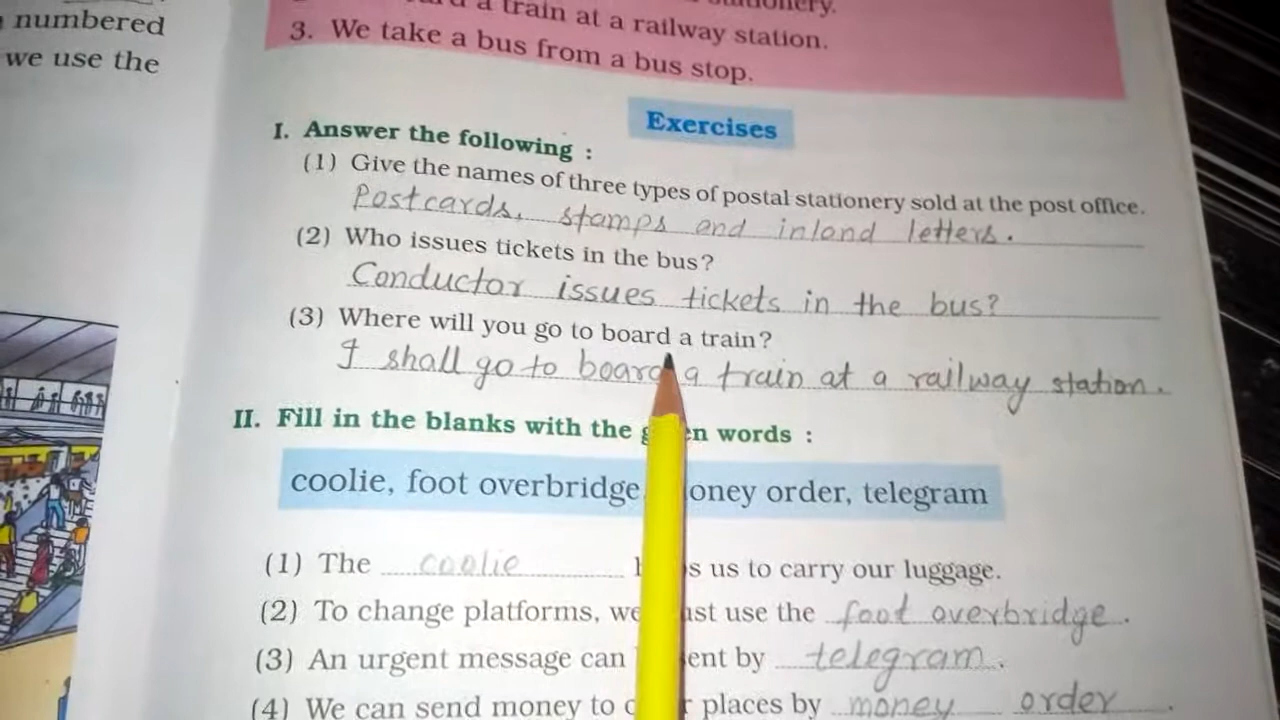 numbered
we use the
a train at a railway station.
3. We take a bus from a bus stop.
Exercises
I. Answer the following :
(1) Give the names of three types of postal stationery sold at the post office.
Postcards, stamps and inland letters.
(2) Who issues tickets in the bus?
Conductor issues tickets in the bus?
(3) Where will you go to board a train?
I shall go to board a train at a railway station.
II. Fill in the blanks with the words :
coolie, foot overbridge, order, telegram
(1) The coolie us to carry our luggage.
(2) To change platforms, we use the foot overbridge.
(3) An urgent message can by telegram.
(4) We can send money to places by money order.